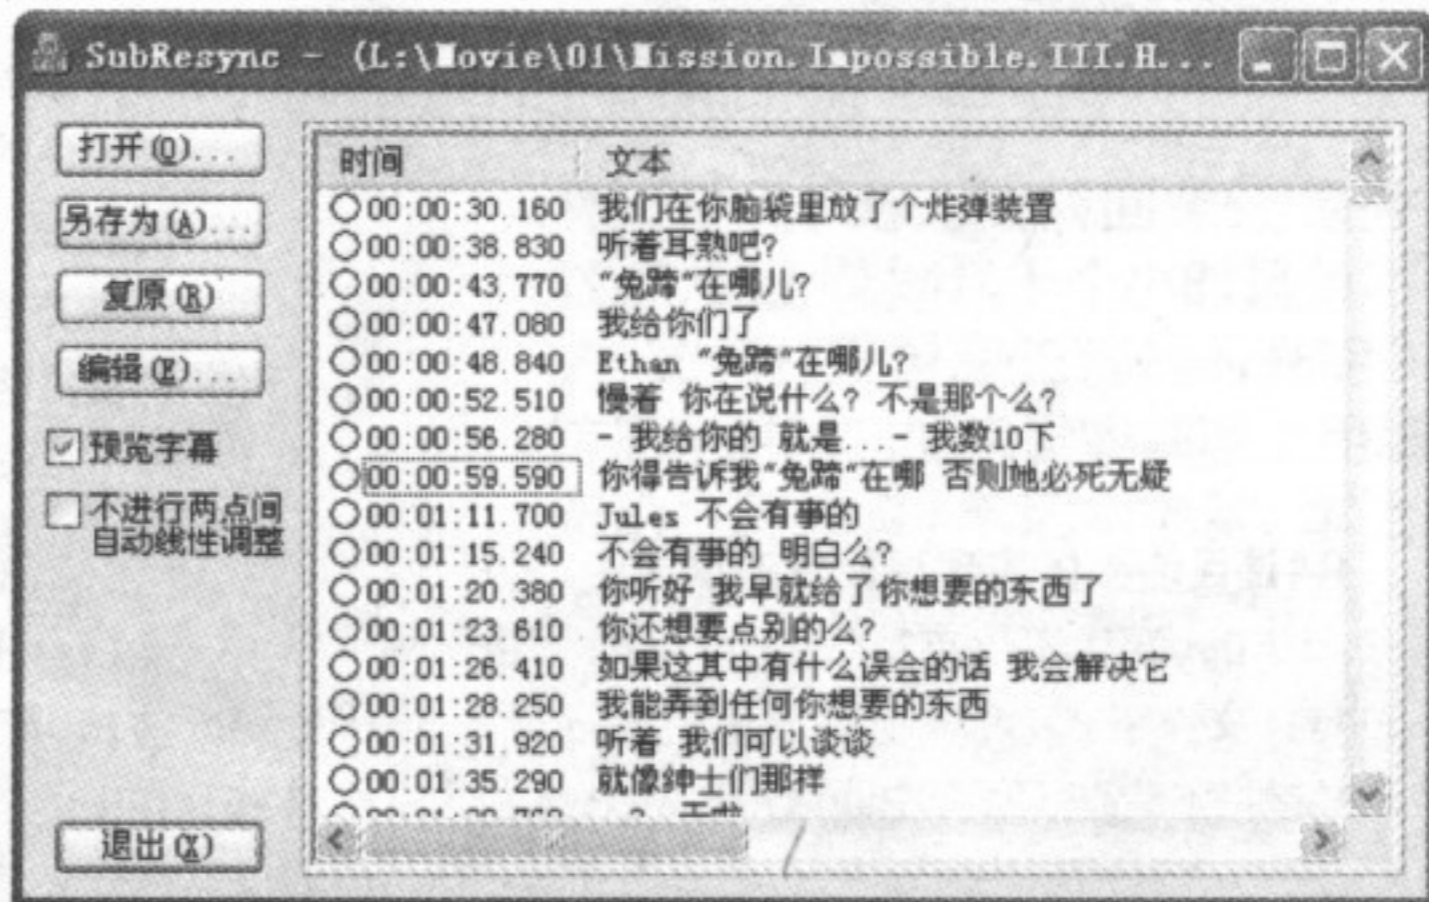 SubResync - (L:\Movie\01\Mission.Impossible.III.H...
打开(O)...
另存为(A)...
复原(R)
编辑(E)...
预览字幕
不进行两点间
自动线性调整
退出(X)
时间 文本
00:00:30.160 我们在你脑袋里放了个炸弹装置
00:00:38.830 听着耳熟吧?
00:00:43.770 "兔蹄"在哪儿?
00:00:47.080 我给你们了
00:00:48.840 Ethan "兔蹄"在哪儿?
00:00:52.510 慢着 你在说什么? 不是那个么?
00:00:56.280 - 我给你的 就是...- 我数10下
00:00:59.590 你得告诉我"兔蹄"在哪 否则她必死无疑
00:01:11.700 Jules 不会有事的
00:01:15.240 不会有事的 明白么?
00:01:20.380 你听好 我早就给了你想要的东西了
00:01:23.610 你还想要点别的么?
00:01:26.410 如果这其中有什么误会的话 我会解决它
00:01:28.250 我能弄到任何你想要的东西
00:01:31.920 听着 我们可以谈谈
00:01:35.290 就像绅士们那样